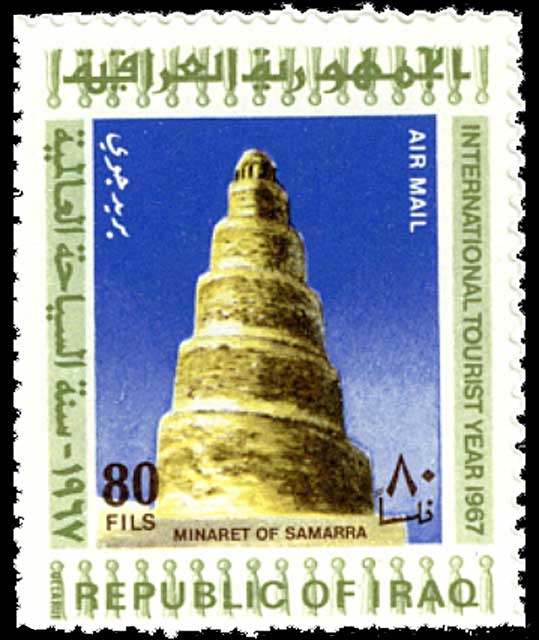 الجمهورية العراقية
سنة السياحة العالمية - ١٩٦٧
بريد جوي
AIR MAIL
INTERNATIONAL TOURIST YEAR 1967
80
FILS
MINARET OF SAMARRA
٨٠
فلساً
REPUBLIC OF IRAQ